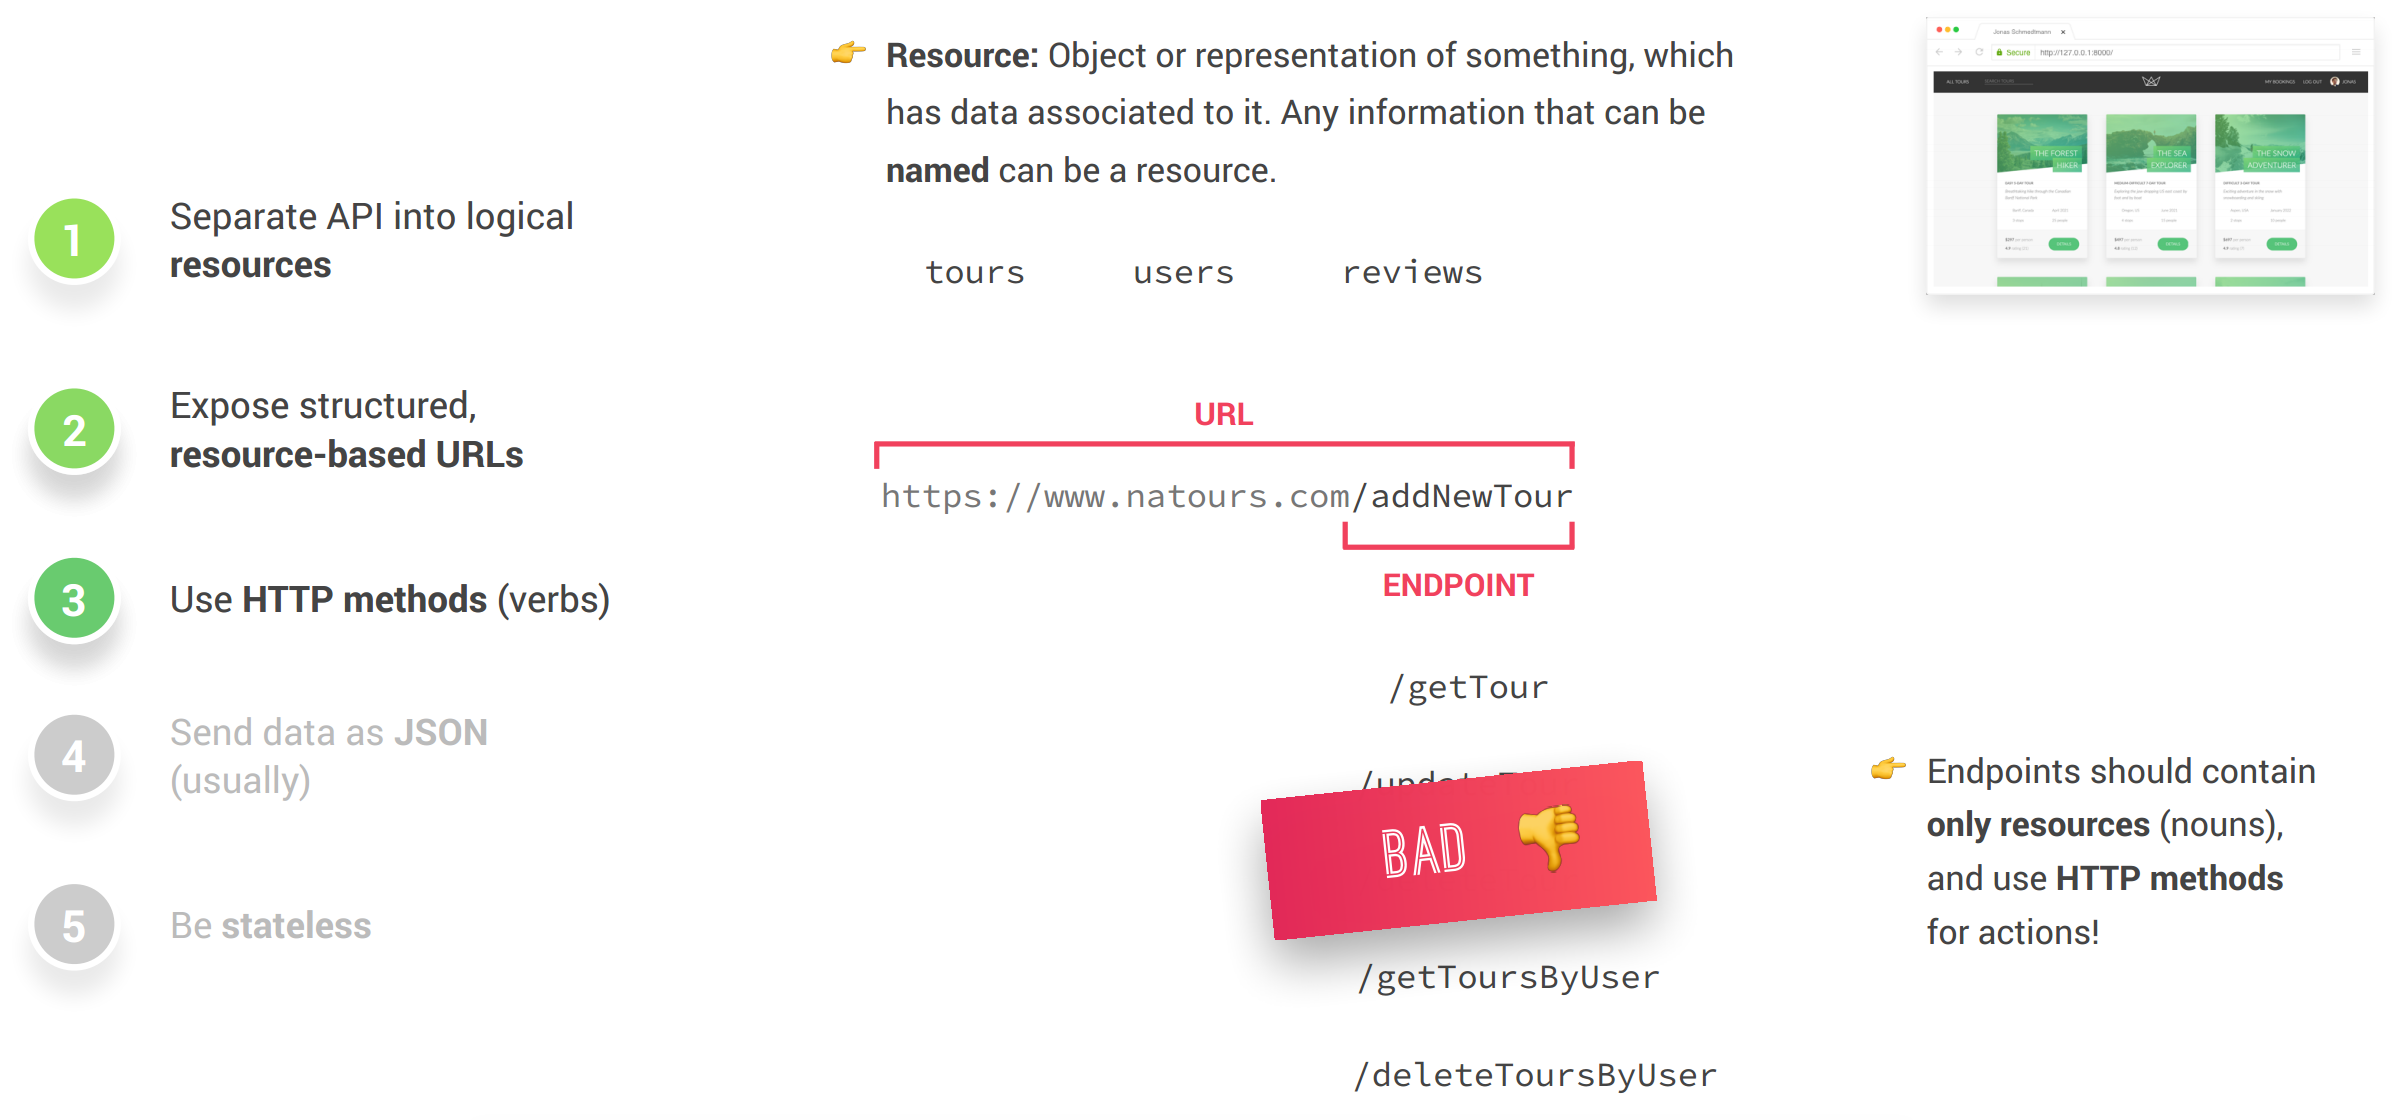 1
Separate API into logical
resources
2
Expose structured,
resource-based URLs
3
Use HTTP methods (verbs)
4
Send data as JSON
(usually)
5
Be stateless
Resource: Object or representation of something, which
has data associated to it. Any information that can be
named can be a resource.
tours users reviews
URL
https://www.natours.com/addNewTour
ENDPOINT
/getTour
BAD
/getToursByUser
/deleteToursByUser
Jonas Schmedtmann
Secure http://127.0.0.1:8000/
ALL TOURS SEARCH TOURS MY BOOKINGS LOG OUT JONAS
THE FOREST
HIKER
THE SEA
EXPLORER
THE SNOW
ADVENTURER
Endpoints should contain
only resources (nouns),
and use HTTP methods
for actions!